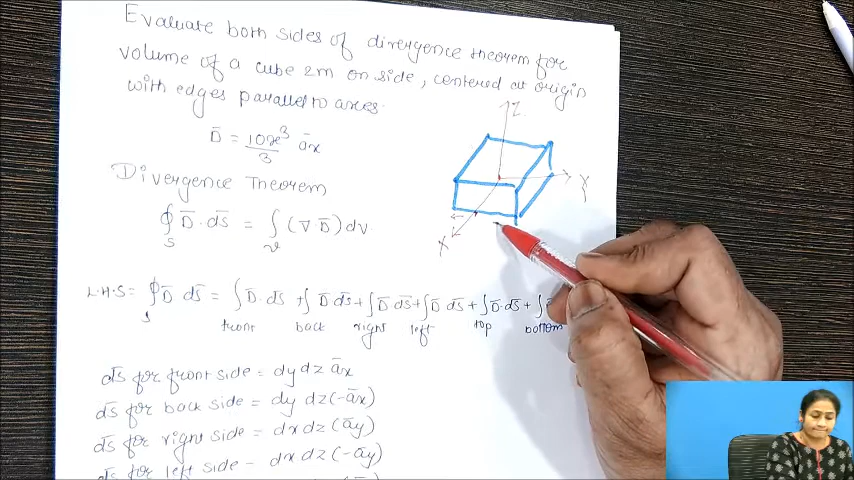 Evaluate both sides of divergence theorem for
volume of a cube 2m on side, centered at origin
with edges parallel to axes.
D̄ = 10x³/3 āx
Z
Y
X
Divergence Theorem
∮s D̄ · ds̄ = ∫v (∇ · D̄) dv.
L.H.S = ∮s D̄ ds̄ = ∫front D̄ · ds̄ + ∫back D̄ ds̄ + ∫right D̄ ds̄ + ∫left D̄ ds̄ + ∫top D̄ · ds̄ + ∫bottom
ds̄ for front side = dy dz āx
ds̄ for back side = dy dz (-āx)
ds̄ for right side = dx dz (āy)
ds̄ for left side - dx dz (-āy)